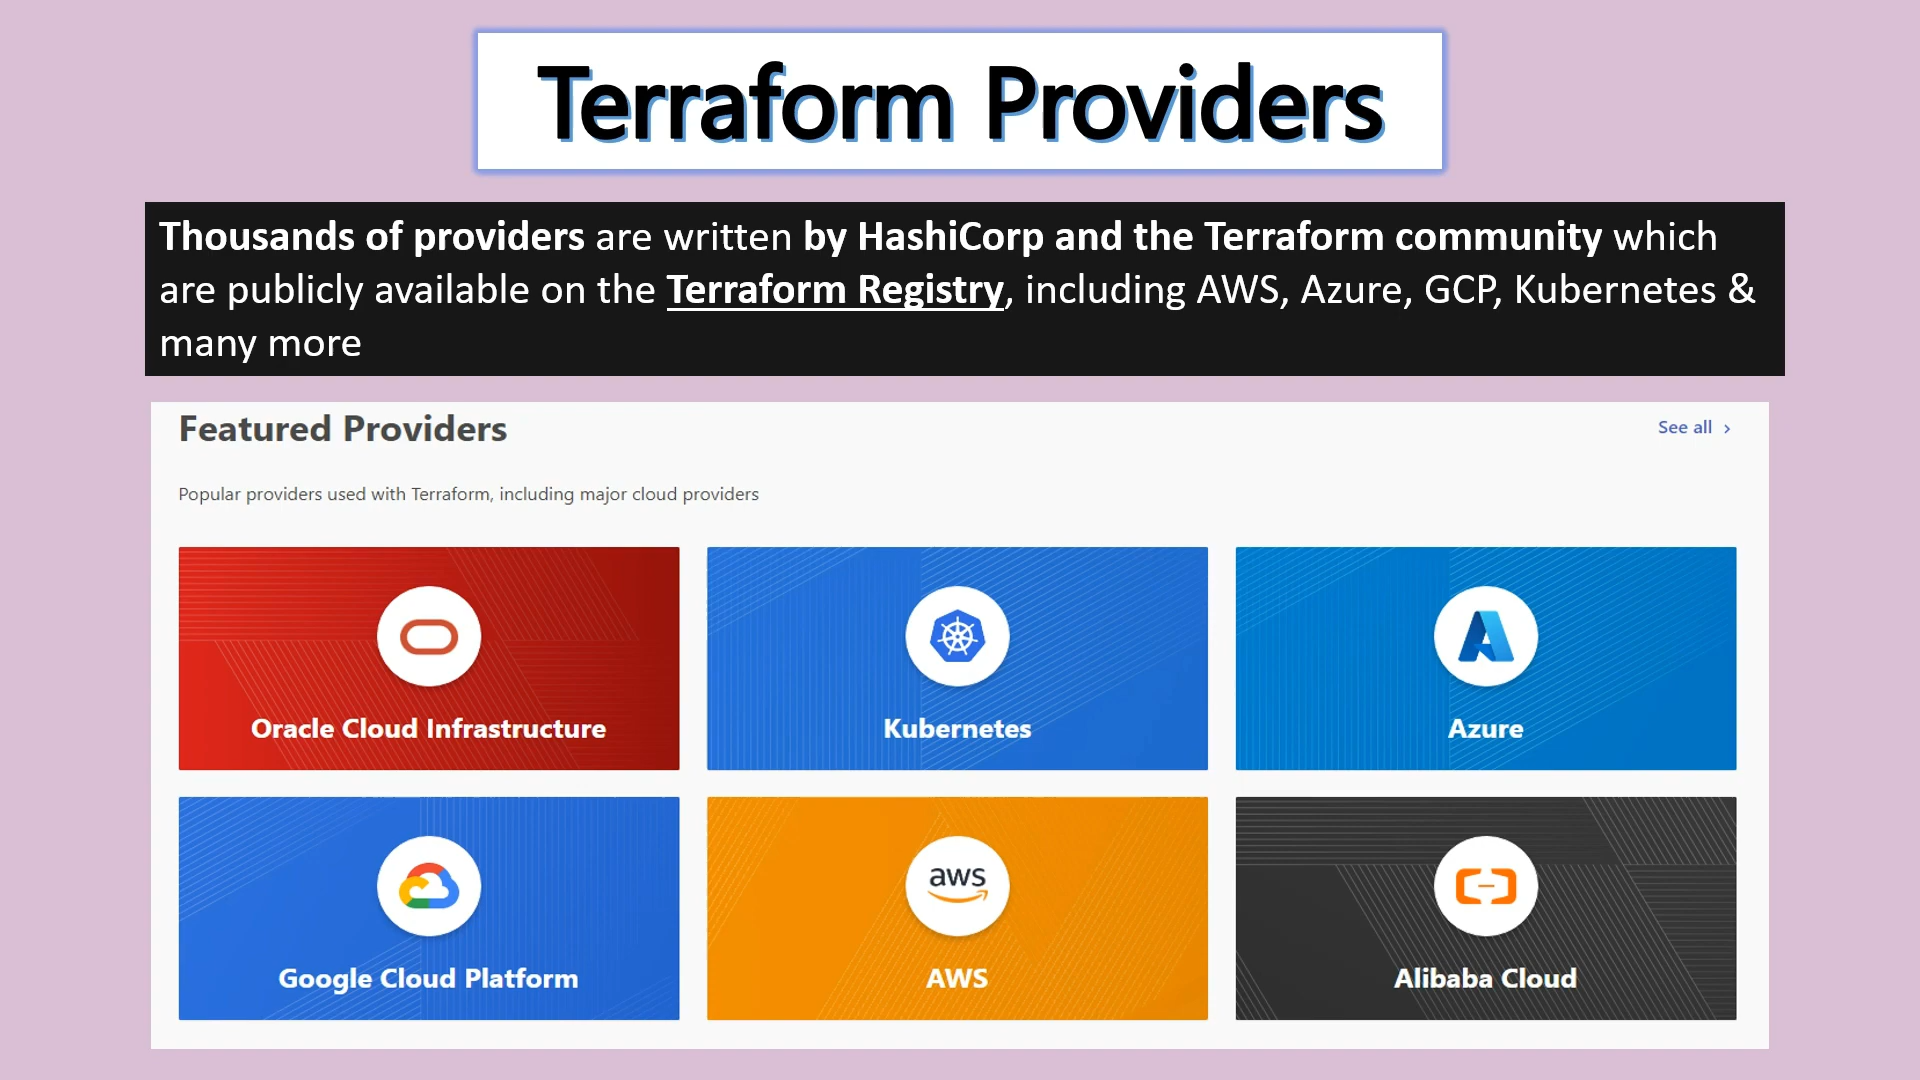 Terraform Providers
Thousands of providers are written by HashiCorp and the Terraform community which
are publicly available on the Terraform Registry, including AWS, Azure, GCP, Kubernetes &
many more
Featured Providers
See all ›
Popular providers used with Terraform, including major cloud providers
Oracle Cloud Infrastructure
Kubernetes
Azure
aws
Google Cloud Platform
AWS
Alibaba Cloud